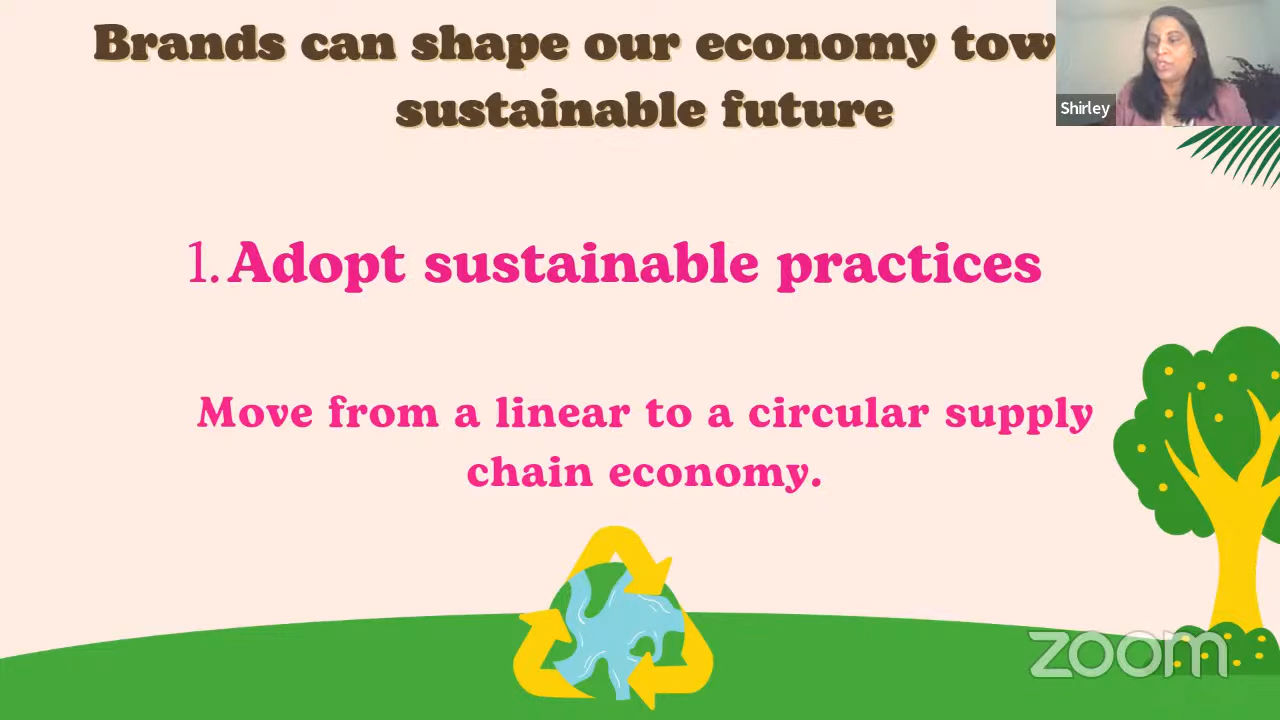 Brands can shape our economy tow
sustainable future
Shirley
1. Adopt sustainable practices
Move from a linear to a circular supply
chain economy.
zoom